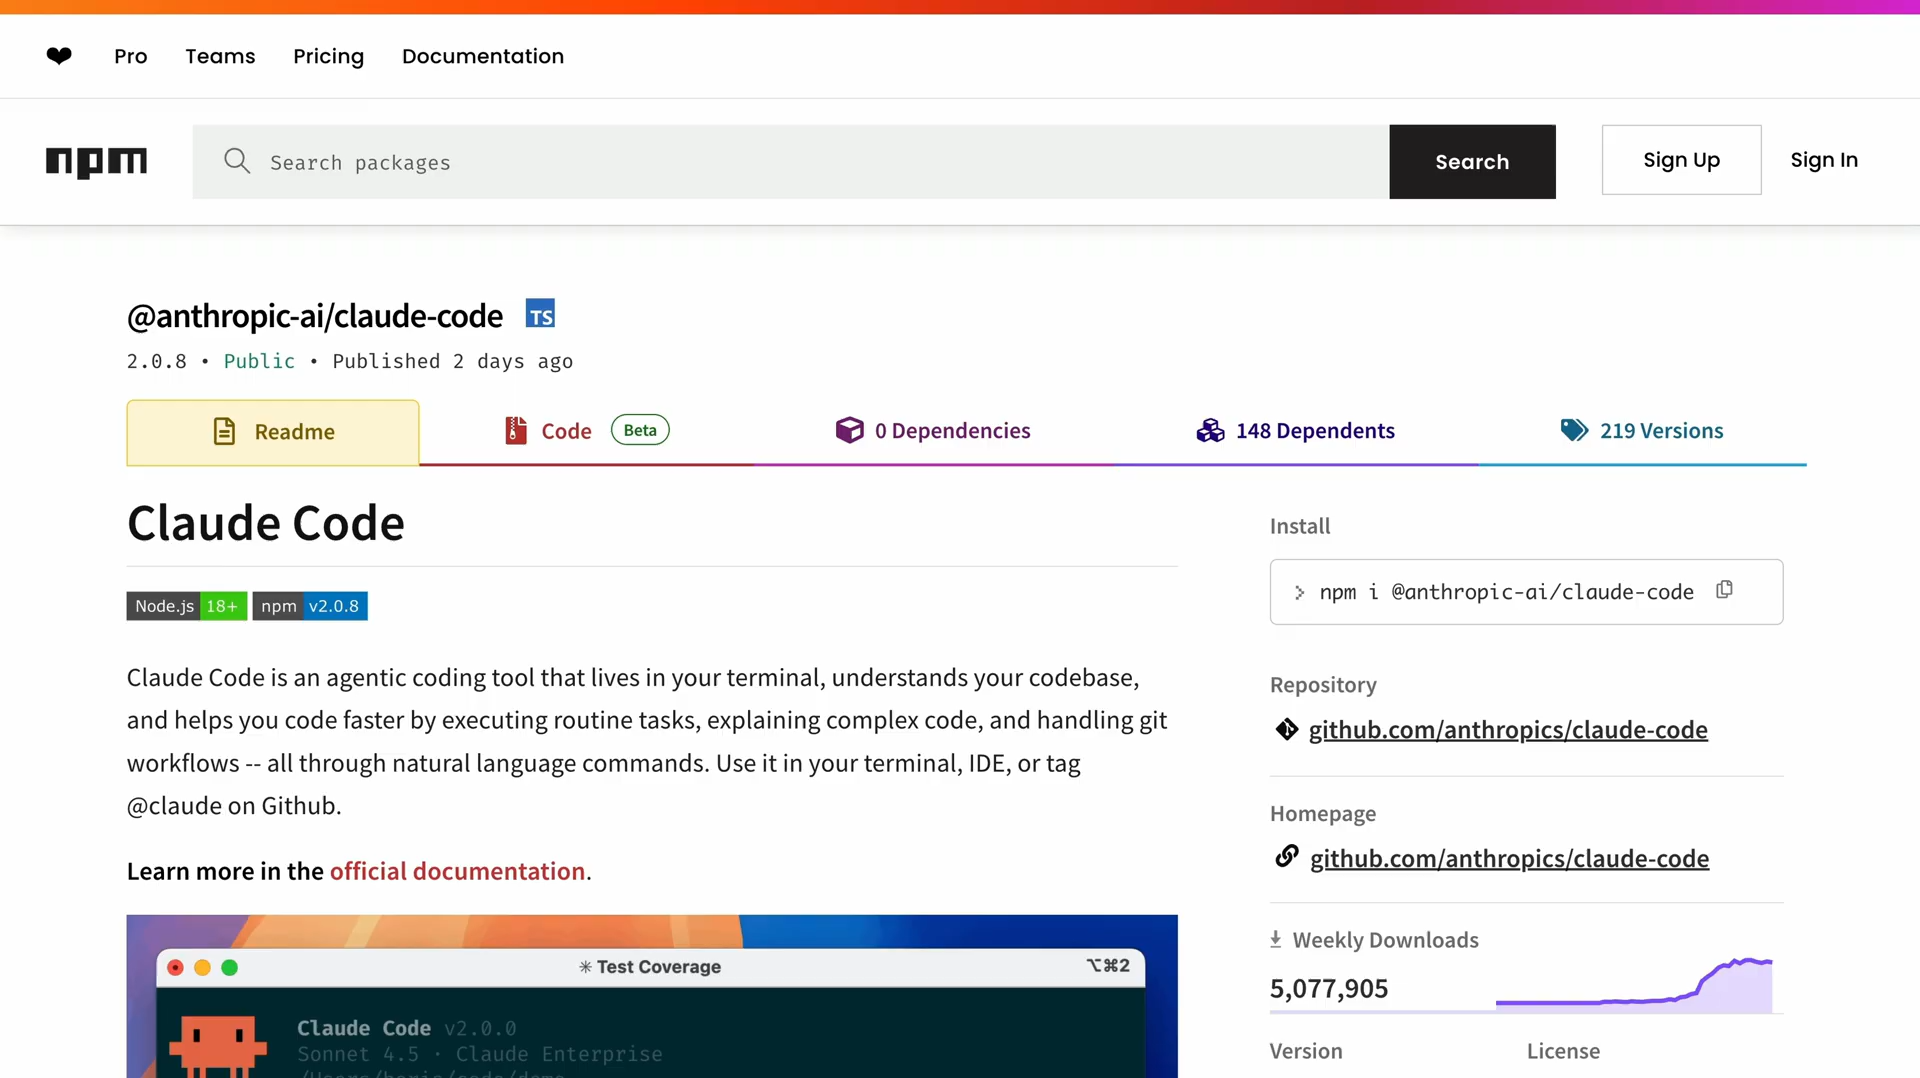 Pro Teams Pricing Documentation
npm Search packages Search Sign Up Sign In
@anthropic-ai/claude-code TS
2.0.8 • Public • Published 2 days ago
Readme Code Beta 0 Dependencies 148 Dependents 219 Versions
Claude Code
Node.js 18+ npm v2.0.8
Claude Code is an agentic coding tool that lives in your terminal, understands your codebase,
and helps you code faster by executing routine tasks, explaining complex code, and handling git
workflows -- all through natural language commands. Use it in your terminal, IDE, or tag
@claude on Github.
Learn more in the official documentation.
✳ Test Coverage ⌥⌘2
Claude Code v2.0.0
Sonnet 4.5 · Claude Enterprise
Install
npm i @anthropic-ai/claude-code
Repository
github.com/anthropics/claude-code
Homepage
github.com/anthropics/claude-code
Weekly Downloads
5,077,905
Version License